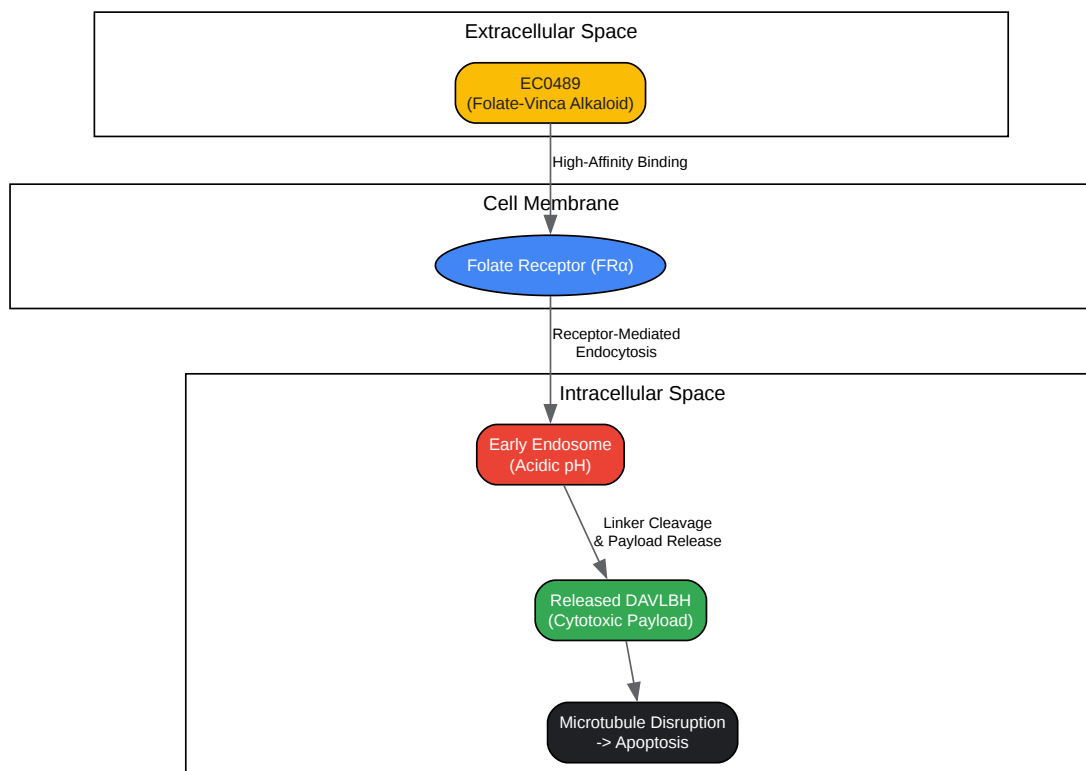 Extracellular Space
EC0489
(Folate-Vinca Alkaloid)
High-Affinity Binding
Cell Membrane
Folate Receptor (FRα)
Receptor-Mediated
Endocytosis
Intracellular Space
Early Endosome
(Acidic pH)
Linker Cleavage
& Payload Release
Released DAVLBH
(Cytotoxic Payload)
Microtubule Disruption
-> Apoptosis